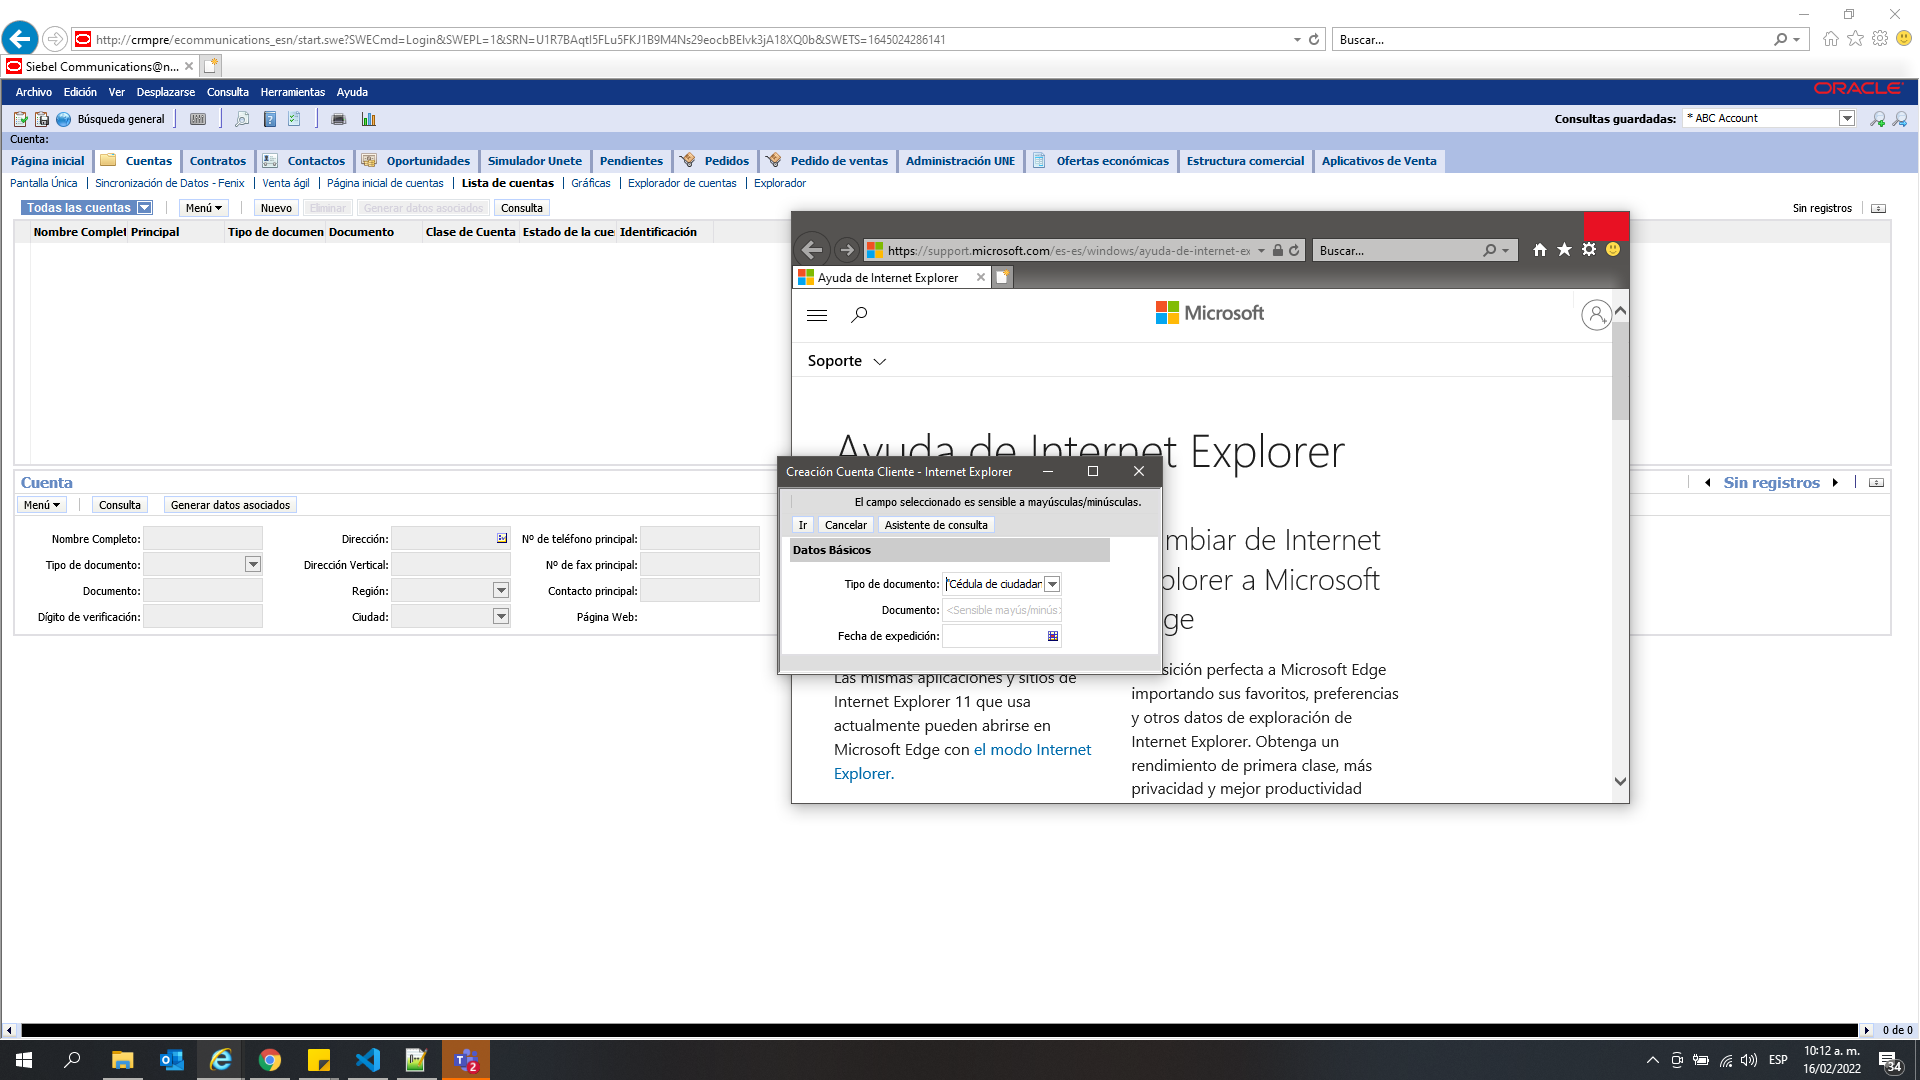 http://crmpre/ecommunications_esn/start.swe?SWECmd=Login&SWEPL=1&SRN=U1R7BAqtI5FLu5FKJ1B9M4Ns29eocbBEIvk3jA18XQ0b&SWETS=1645024286141
Buscar...
Siebel Communications@n...
Archivo Edición Ver Desplazarse Consulta Herramientas Ayuda
ORACLE
Búsqueda general
Consultas guardadas: * ABC Account
Cuenta:
Página inicial Cuentas Contratos Contactos Oportunidades Simulador Unete Pendientes Pedidos Pedido de ventas Administración UNE Ofertas económicas Estructura comercial Aplicativos de Venta
Pantalla Única Sincronización de Datos - Fenix Venta ágil Página inicial de cuentas Lista de cuentas Gráficas Explorador de cuentas Explorador
Todas las cuentas Menú Nuevo Eliminar Generar datos asociados Consulta
Sin registros
Nombre Complet Principal Tipo de documen Documento Clase de Cuenta Estado de la cue Identificación
https://support.microsoft.com/es-es/windows/ayuda-de-internet-ex
Buscar...
Ayuda de Internet Explorer
Microsoft
Soporte
Ayuda de Internet Explorer
Creación Cuenta Cliente - Internet Explorer
El campo seleccionado es sensible a mayúsculas/minúsculas.
Ir Cancelar Asistente de consulta
Datos Básicos
Tipo de documento: "Cédula de ciudadan
Documento: <Sensible mayús/minús>
Fecha de expedición:
mbiar de Internet
plorer a Microsoft
ge
Las mismas aplicaciones y sitios de
Internet Explorer 11 que usa
actualmente pueden abrirse en
Microsoft Edge con el modo Internet
Explorer.
sición perfecta a Microsoft Edge
importando sus favoritos, preferencias
y otros datos de exploración de
Internet Explorer. Obtenga un
rendimiento de primera clase, más
privacidad y mejor productividad
Cuenta
Sin registros
Menú Consulta Generar datos asociados
Nombre Completo: Dirección: Nº de teléfono principal:
Tipo de documento: Dirección Vertical: Nº de fax principal:
Documento: Región: Contacto principal:
Dígito de verificación: Ciudad: Página Web:
0 de 0
2
ESP
10:12 a. m.
16/02/2022
34